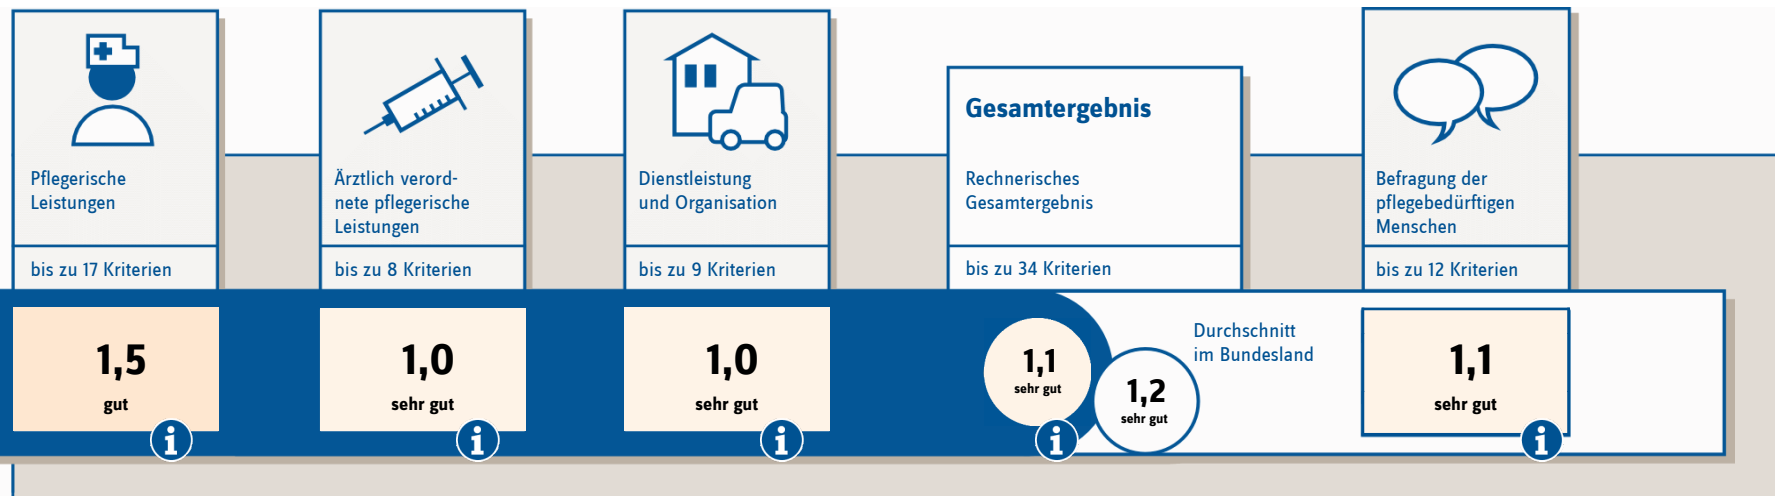 Pflegerische
Leistungen
bis zu 17 Kriterien
1,5
gut
i
Ärztlich verord-
nete pflegerische
Leistungen
bis zu 8 Kriterien
1,0
sehr gut
i
Dienstleistung
und Organisation
bis zu 9 Kriterien
1,0
sehr gut
i
Gesamtergebnis
Rechnerisches
Gesamtergebnis
bis zu 34 Kriterien
1,1
sehr gut
i
1,2
sehr gut
Durchschnitt
im Bundesland
Befragung der
pflegebedürftigen
Menschen
bis zu 12 Kriterien
1,1
sehr gut
i